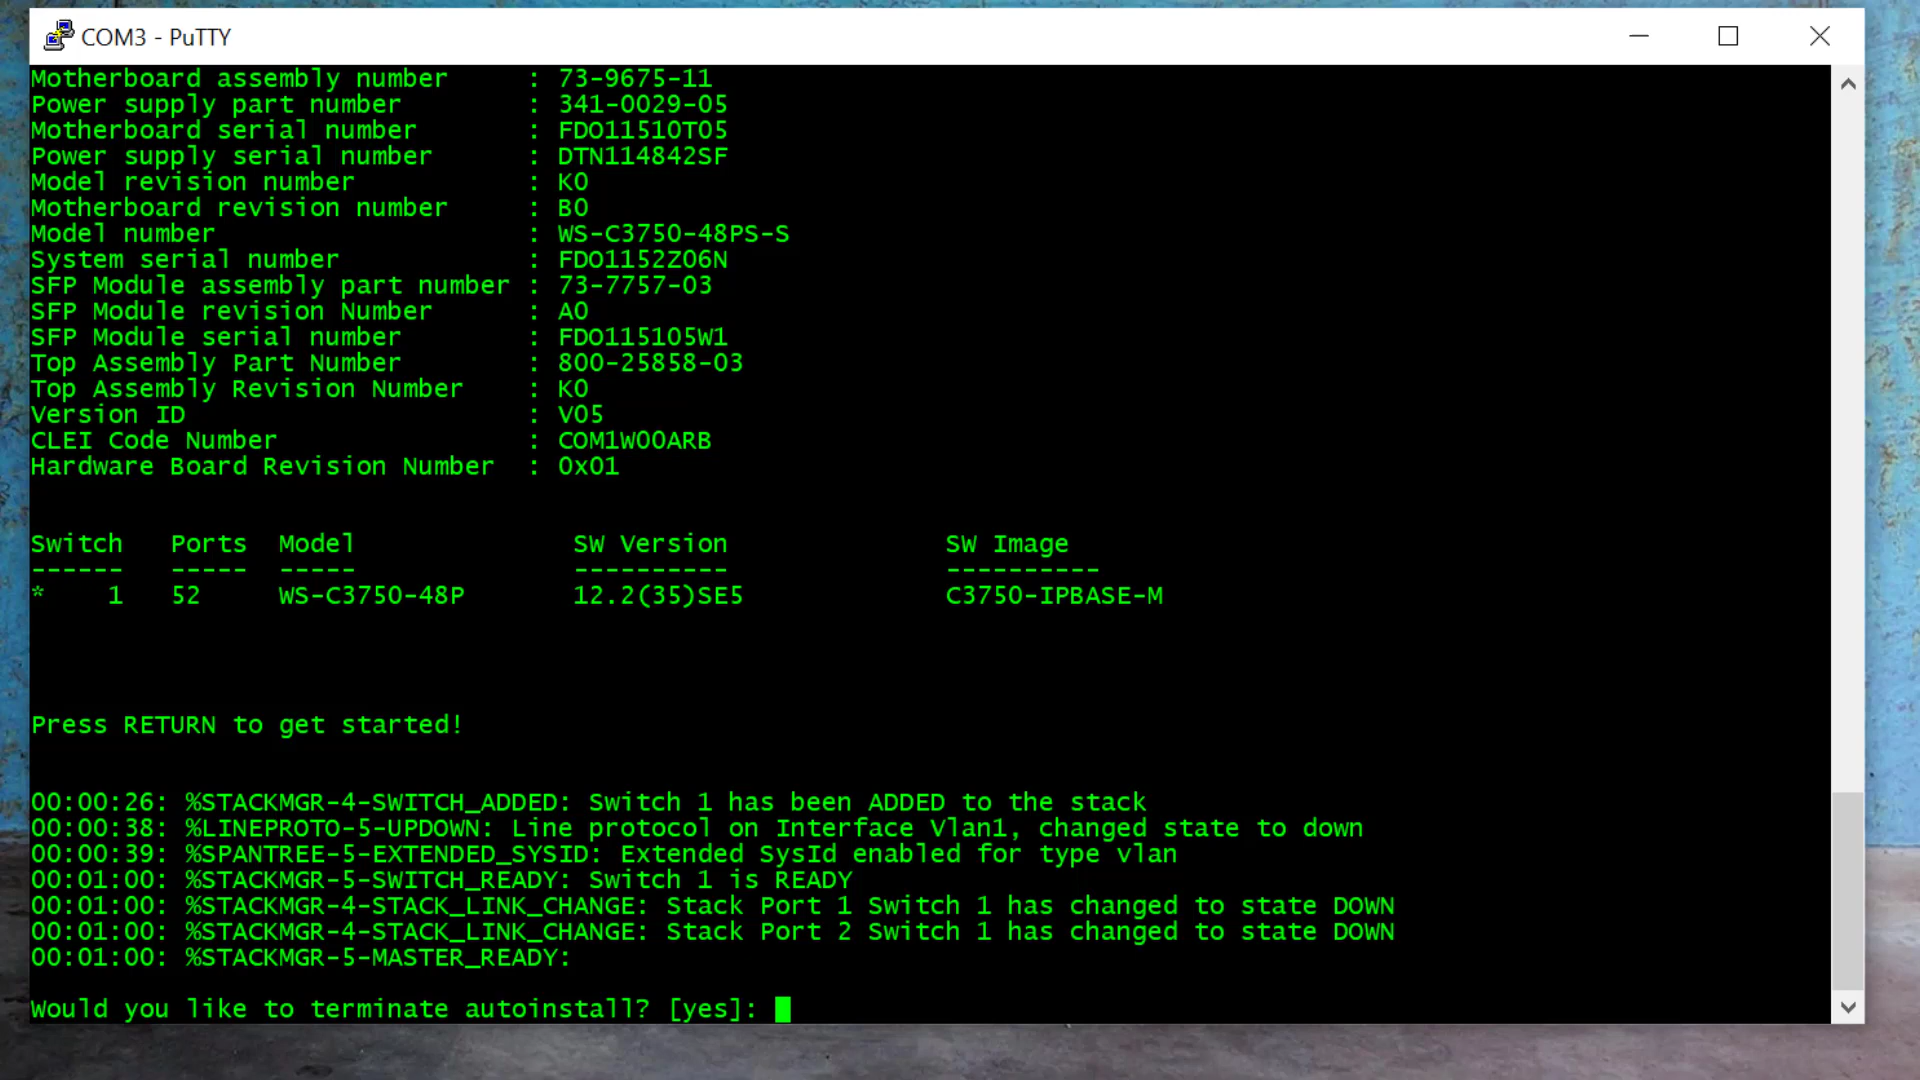 COM3 - PuTTY
Motherboard assembly number : 73-9675-11
Power supply part number : 341-0029-05
Motherboard serial number : FDO11510T05
Power supply serial number : DTN114842SF
Model revision number : K0
Motherboard revision number : B0
Model number : WS-C3750-48PS-S
System serial number : FDO1152Z06N
SFP Module assembly part number : 73-7757-03
SFP Module revision Number : A0
SFP Module serial number : FDO115105W1
Top Assembly Part Number : 800-25858-03
Top Assembly Revision Number : K0
Version ID : V05
CLEI Code Number : COM1W00ARB
Hardware Board Revision Number : 0x01
Switch Ports Model SW Version SW Image
------ ----- ----- ---------- ----------
* 1 52 WS-C3750-48P 12.2(35)SE5 C3750-IPBASE-M
Press RETURN to get started!
00:00:26: %STACKMGR-4-SWITCH_ADDED: Switch 1 has been ADDED to the stack
00:00:38: %LINEPROTO-5-UPDOWN: Line protocol on Interface Vlan1, changed state to down
00:00:39: %SPANTREE-5-EXTENDED_SYSID: Extended SysId enabled for type vlan
00:01:00: %STACKMGR-5-SWITCH_READY: Switch 1 is READY
00:01:00: %STACKMGR-4-STACK_LINK_CHANGE: Stack Port 1 Switch 1 has changed to state DOWN
00:01:00: %STACKMGR-4-STACK_LINK_CHANGE: Stack Port 2 Switch 1 has changed to state DOWN
00:01:00: %STACKMGR-5-MASTER_READY:
Would you like to terminate autoinstall? [yes]: